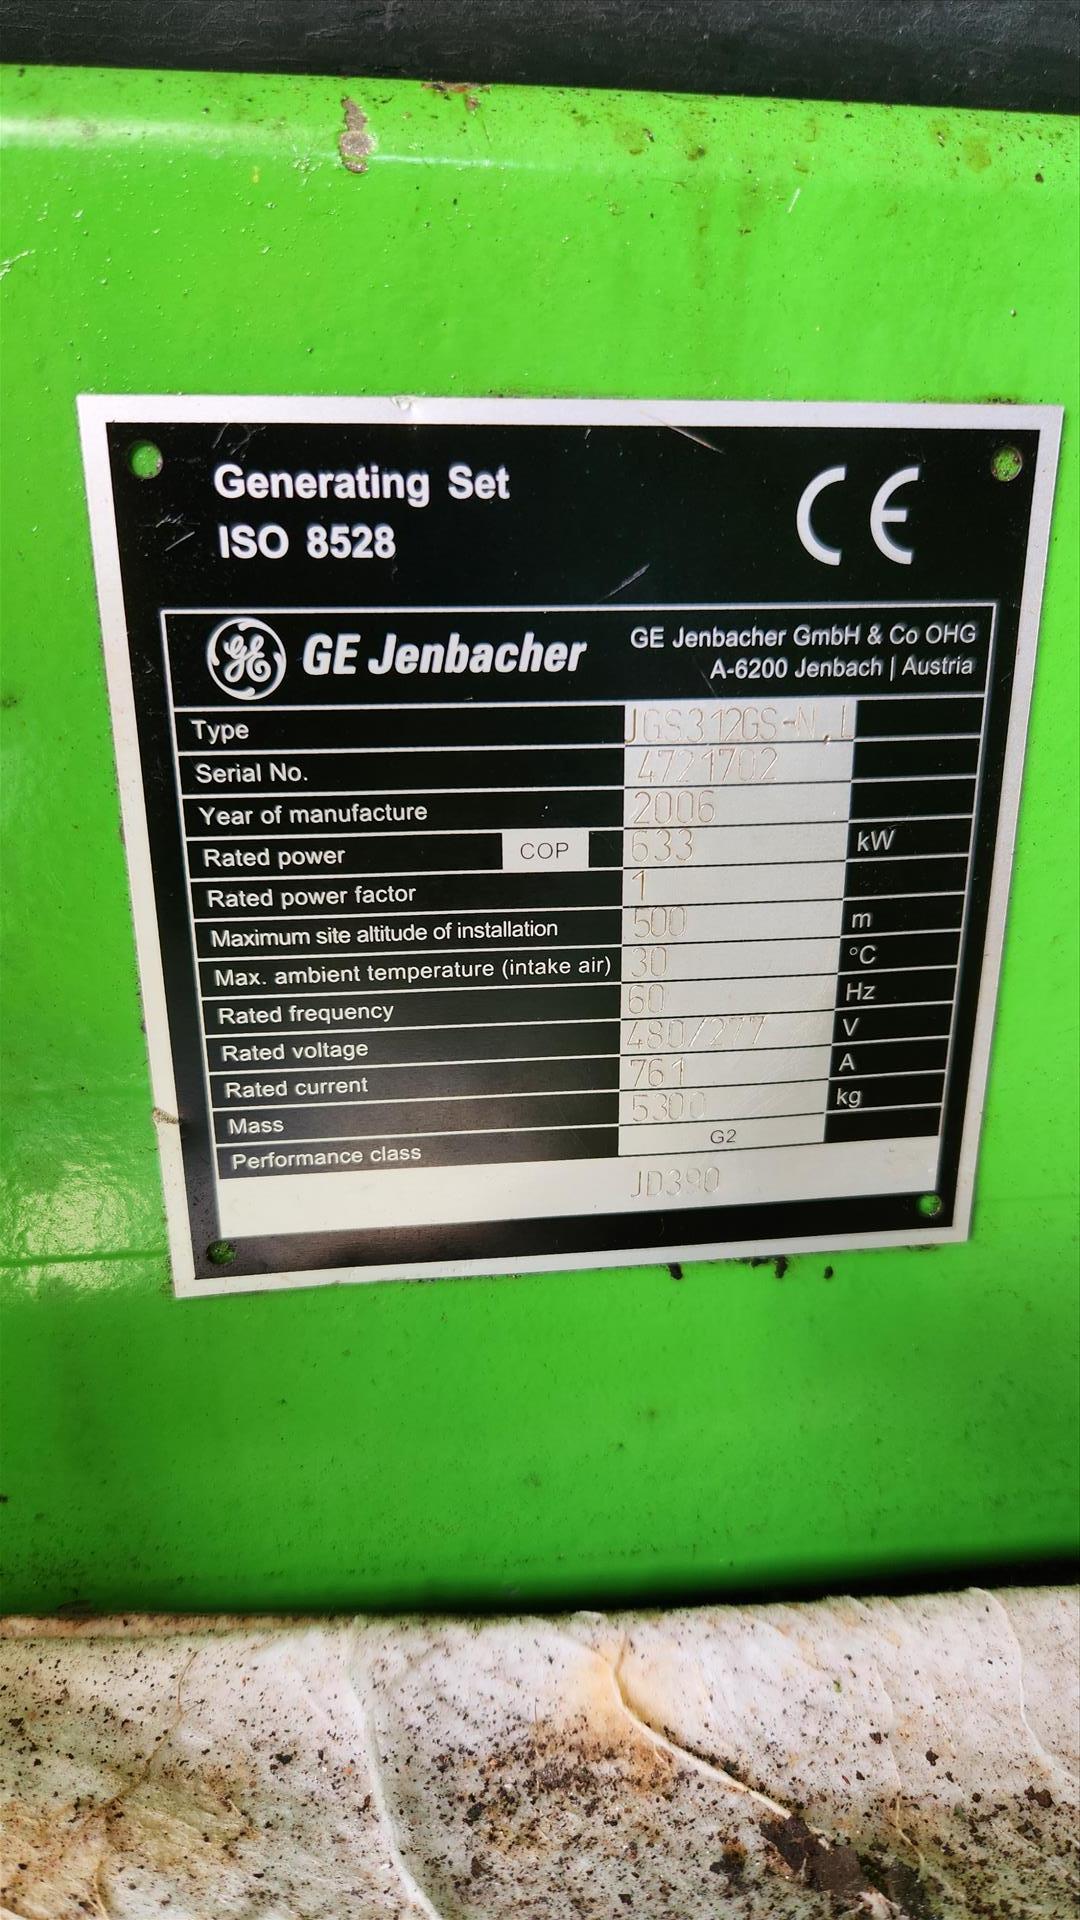 Generating Set
ISO 8528
CE
GE Jenbacher
GE Jenbacher GmbH & Co OHG
A-6200 Jenbach | Austria
Type JGS312GS-N,L
Serial No. 4721702
Year of manufacture 2006
Rated power COP 633 kW
Rated power factor 1
Maximum site altitude of installation 500 m
Max. ambient temperature (intake air) 30 °C
Rated frequency 60 Hz
Rated voltage 480/277 V
Rated current 761 A
Mass 5300 kg
Performance class G2
JD390